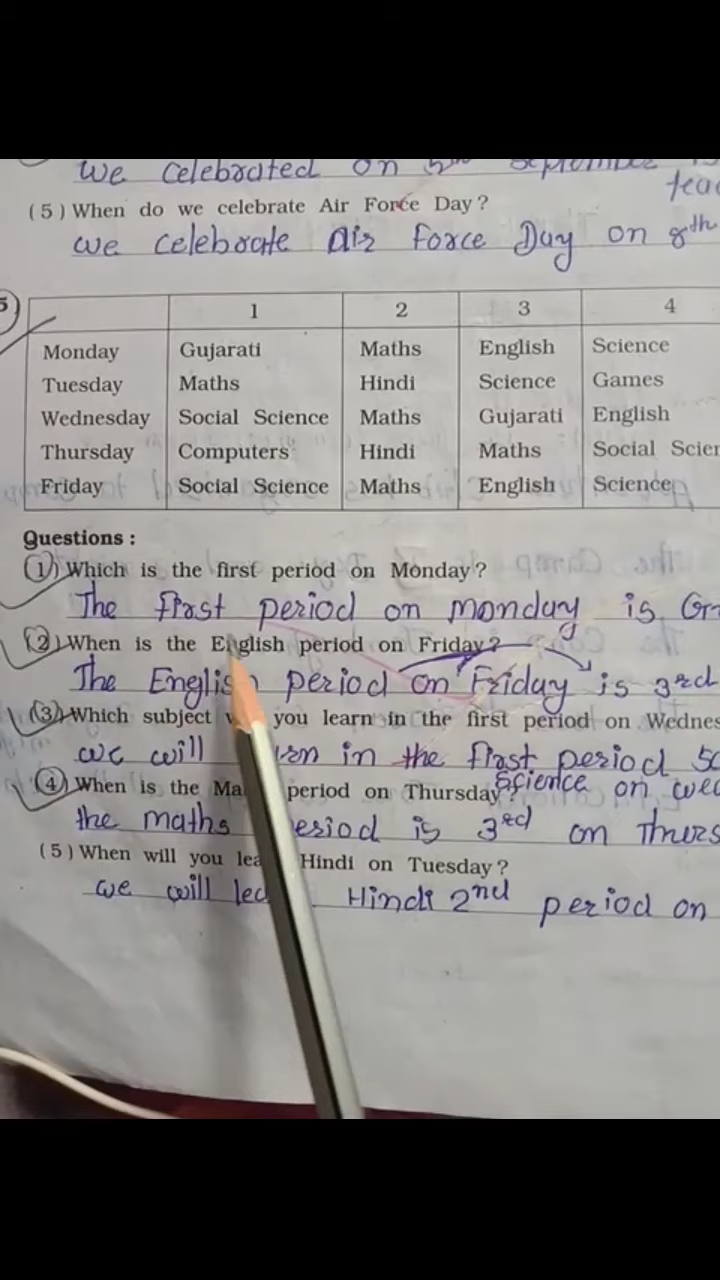 we celebrated on 5th September
(5) When do we celebrate Air Force Day?
we celebrate Air Force Day on 8th
1 2 3 4
Monday Gujarati Maths English Science
Tuesday Maths Hindi Science Games
Wednesday Social Science Maths Gujarati English
Thursday Computers Hindi Maths Social
Friday Social Science Maths English Science
Questions :
(1) Which is the first period on Monday?
The first period on monday is
(2) When is the English period on Friday?
The English period on Friday is 3rd
(3) Which subject you learn in the first period on
we will in the first period
science on
(4) When is the period on Thursday?
the maths period is 3rd on
(5) When will you Hindi on Tuesday?
we will Hindi 2nd period on